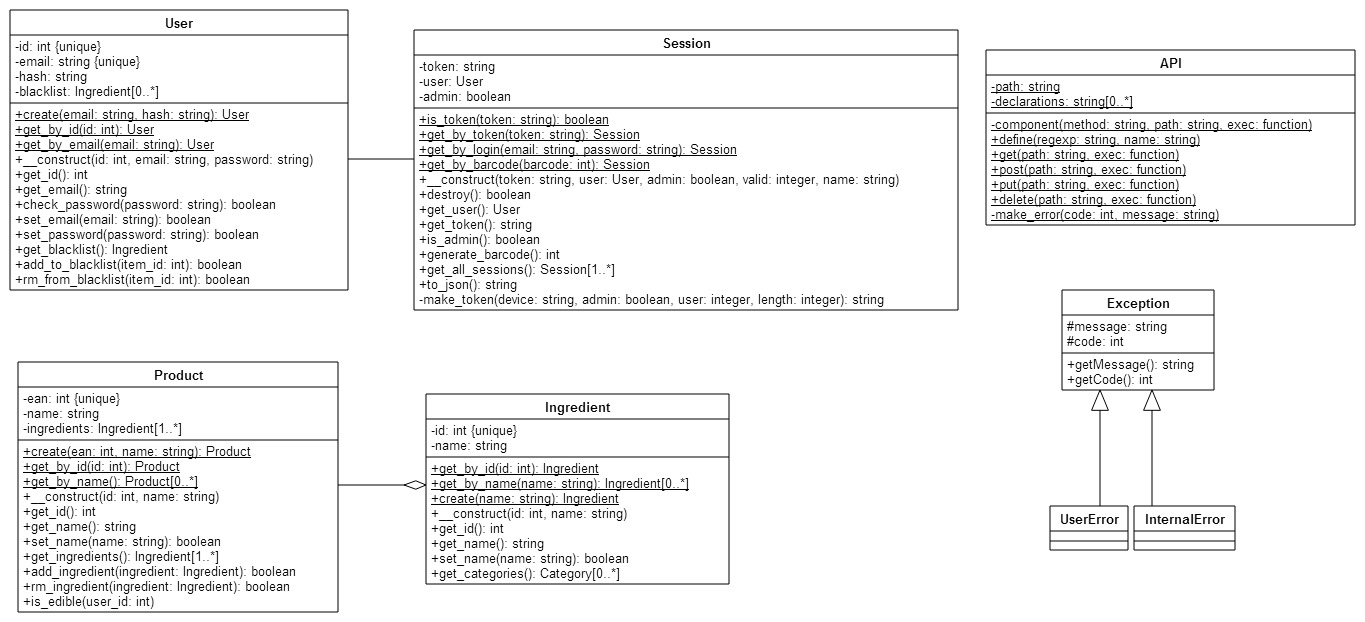 User
-id: int {unique}
-email: string {unique}
-hash: string
-blacklist: Ingredient[0..*]
+create(email: string, hash: string): User
+get_by_id(id: int): User
+get_by_email(email: string): User
+__construct(id: int, email: string, password: string)
+get_id(): int
+get_email(): string
+check_password(password: string): boolean
+set_email(email: string): boolean
+set_password(password: string): boolean
+get_blacklist(): Ingredient
+add_to_blacklist(item_id: int): boolean
+rm_from_blacklist(item_id: int): boolean
Session
-token: string
-user: User
-admin: boolean
+is_token(token: string): boolean
+get_by_token(token: string): Session
+get_by_login(email: string, password: string): Session
+get_by_barcode(barcode: int): Session
+__construct(token: string, user: User, admin: boolean, valid: integer, name: string)
+destroy(): boolean
+get_user(): User
+get_token(): string
+is_admin(): boolean
+generate_barcode(): int
+get_all_sessions(): Session[1..*]
+to_json(): string
-make_token(device: string, admin: boolean, user: integer, length: integer): string
API
-path: string
-declarations: string[0..*]
-component(method: string, path: string, exec: function)
+define(regexp: string, name: string)
+get(path: string, exec: function)
+post(path: string, exec: function)
+put(path: string, exec: function)
+delete(path: string, exec: function)
-make_error(code: int, message: string)
Exception
#message: string
#code: int
+getMessage(): string
+getCode(): int
UserError
InternalError
Product
-ean: int {unique}
-name: string
-ingredients: Ingredient[1..*]
+create(ean: int, name: string): Product
+get_by_id(id: int): Product
+get_by_name(): Product[0..*]
+__construct(id: int, name: string)
+get_id(): int
+get_name(): string
+set_name(name: string): boolean
+get_ingredients(): Ingredient[1..*]
+add_ingredient(ingredient: Ingredient): boolean
+rm_ingredient(ingredient: Ingredient): boolean
+is_edible(user_id: int)
Ingredient
-id: int {unique}
-name: string
+get_by_id(id: int): Ingredient
+get_by_name(name: string): Ingredient[0..*]
+create(name: string): Ingredient
+__construct(id: int, name: string)
+get_id(): int
+get_name(): string
+set_name(name: string): boolean
+get_categories(): Category[0..*]